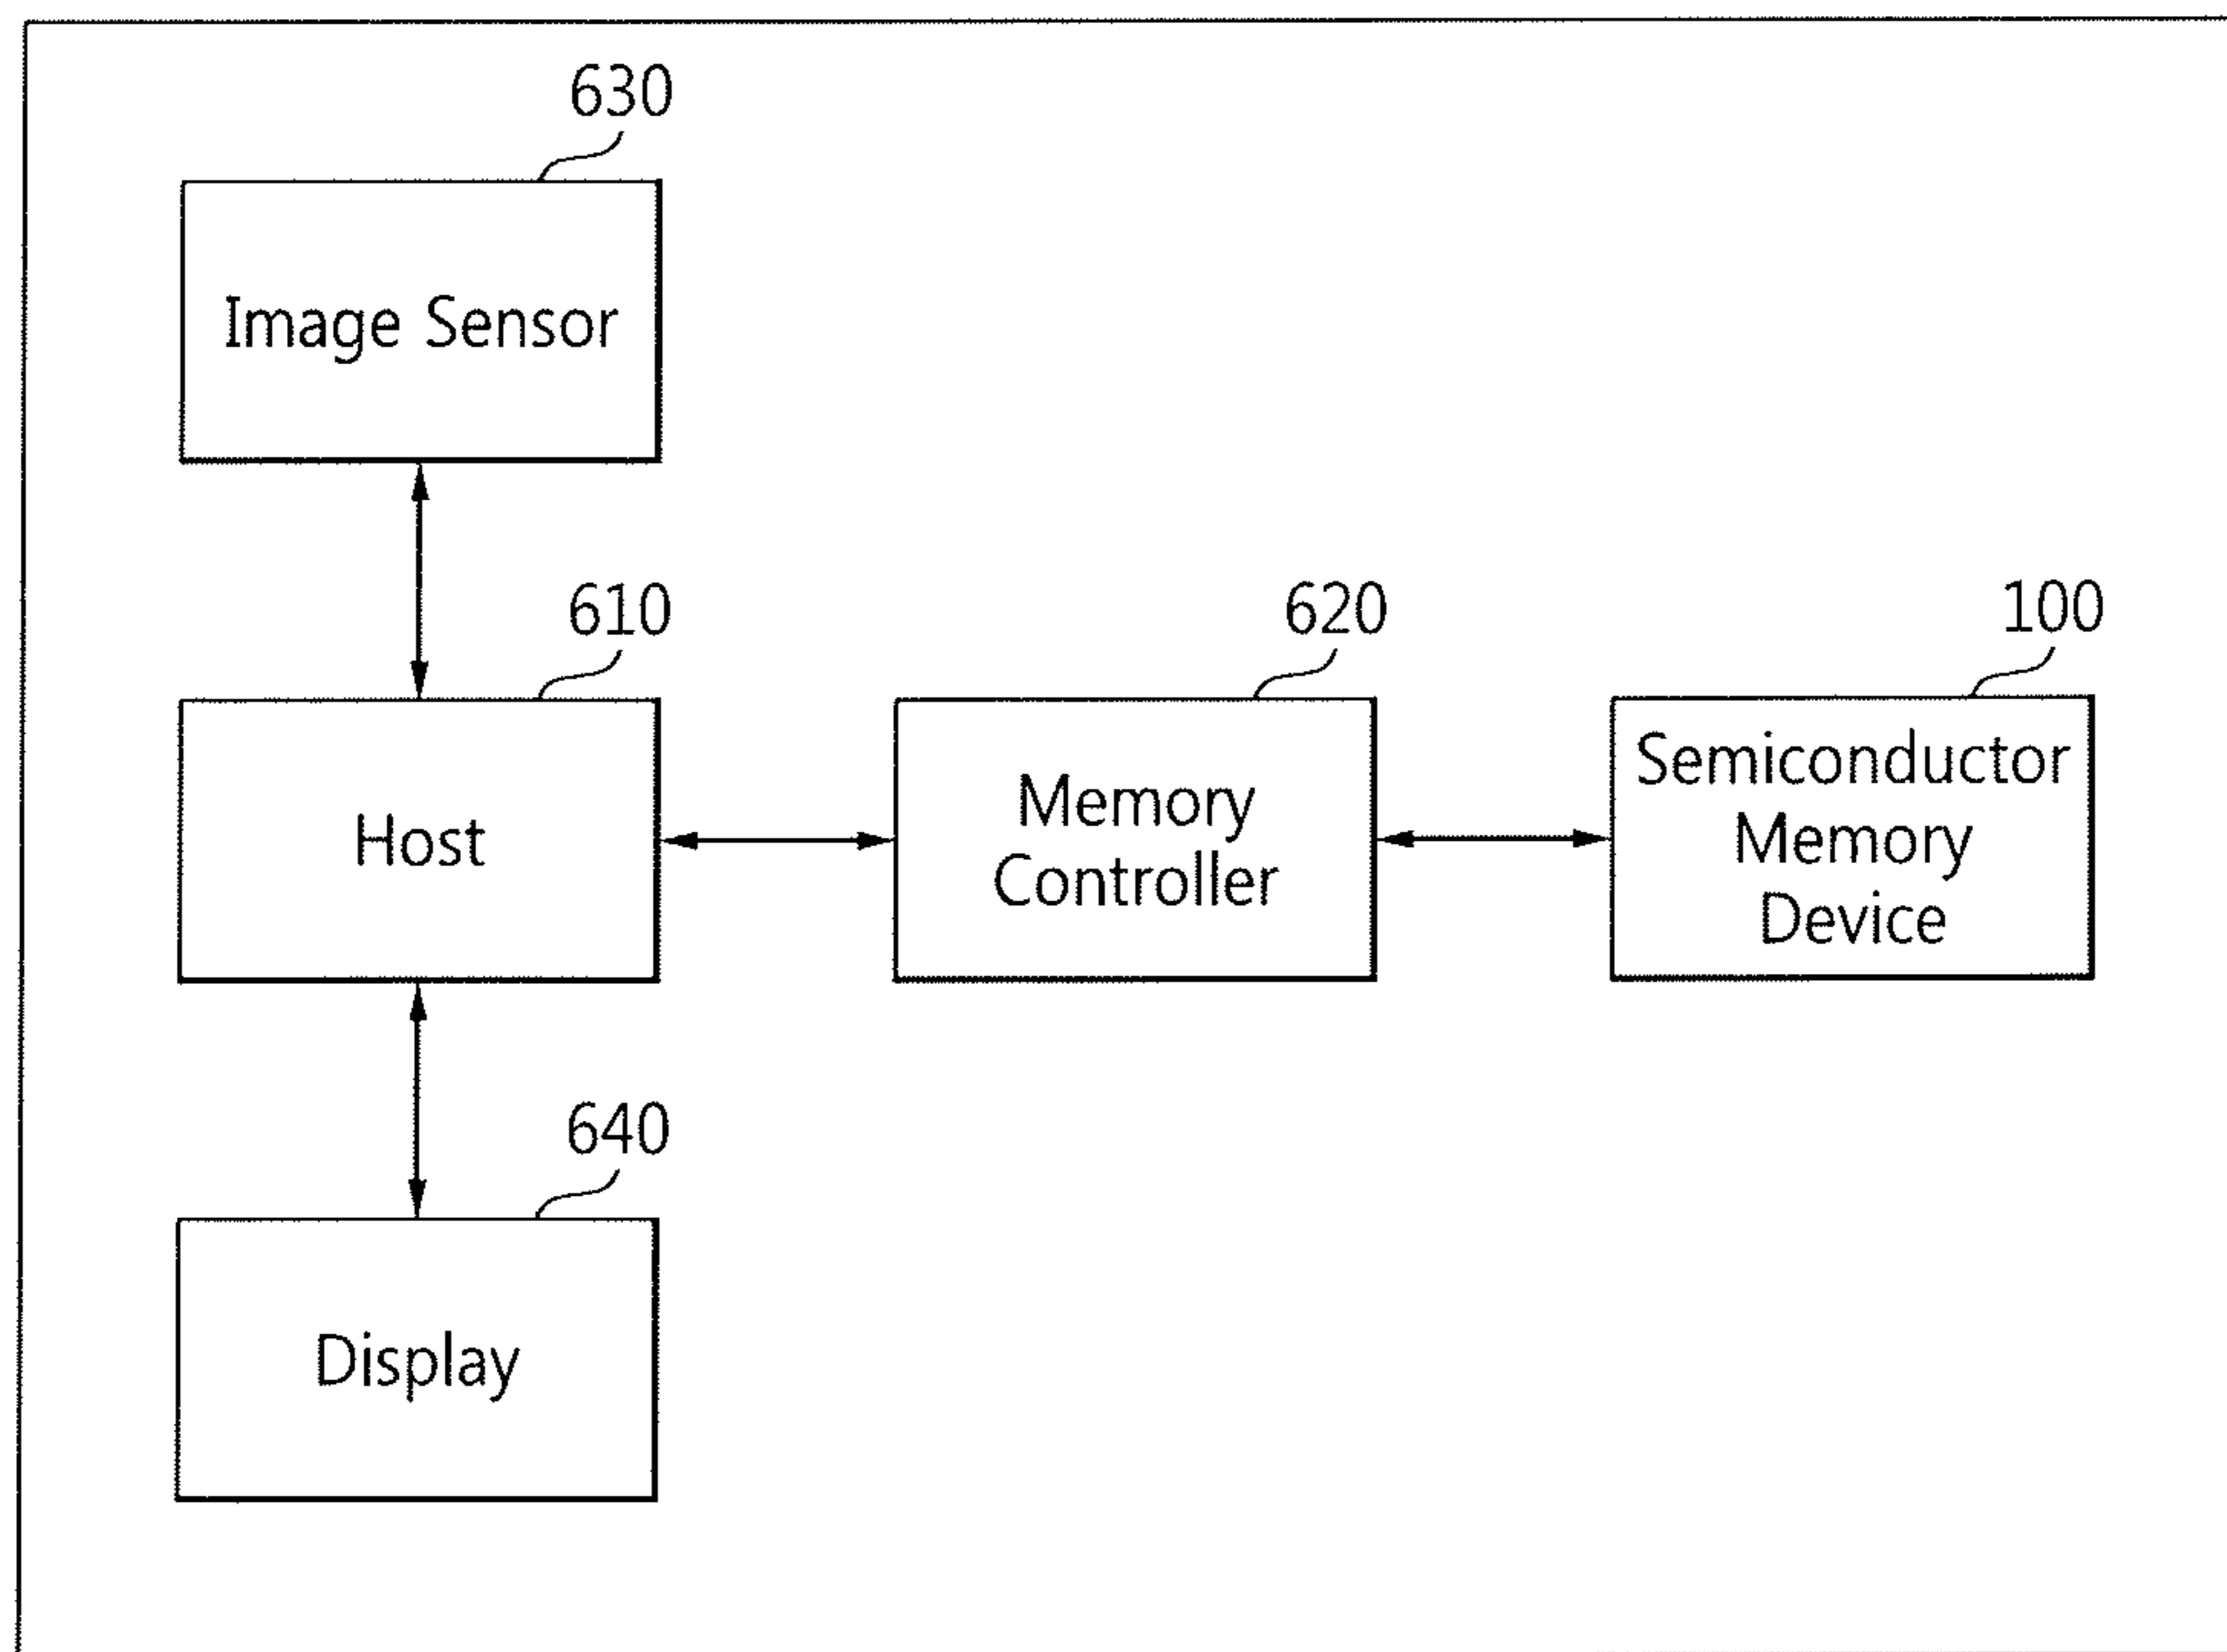 630
Image Sensor
610
Host
620
Memory
Controller
100
Semiconductor
Memory
Device
640
Display